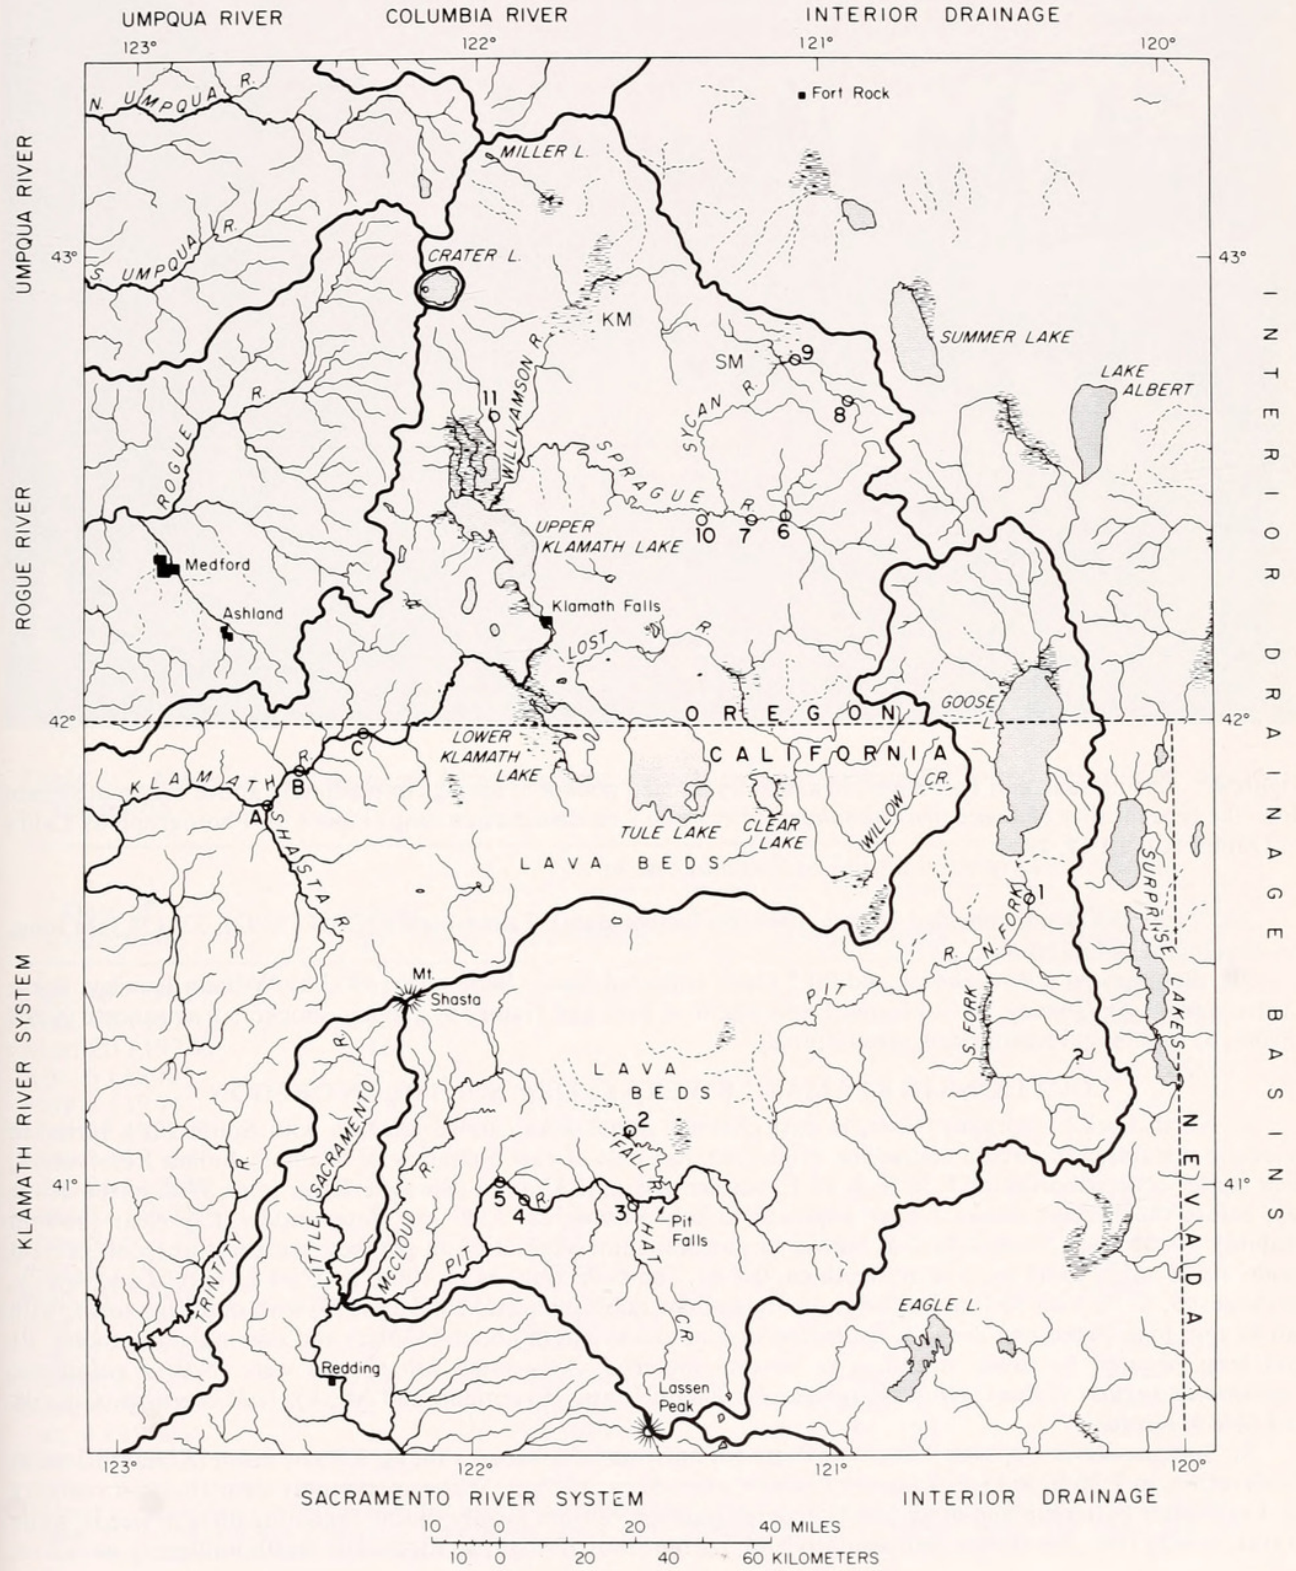 UMPQUA RIVER
COLUMBIA RIVER
INTERIOR DRAINAGE
123°
122°
121°
120°
N. UMPQUA R.
Fort Rock
MILLER L.
UMPQUA RIVER
S. UMPQUA R.
43°
CRATER L.
43°
KM
SUMMER LAKE
SM
9
LAKE
ALBERT
R.
ROGUE
11
WILLIAMSON R.
SYCAN R.
8
SPRAGUE R.
10
7
6
ROGUE RIVER
UPPER
KLAMATH LAKE
Medford
Ashland
Klamath Falls
LOST R.
42°
OREGON
GOOSE
L.
42°
CALIFORNIA
C
LOWER
KLAMATH
LAKE
KLAMATH R.
B
A
CR.
WILLOW
TULE LAKE
CLEAR
LAKE
LAVA BEDS
SHASTA R.
SURPRISE LAKES
1
N. FORK
R.
PIT
S. FORK
Mt.
Shasta
INTERIOR DRAINAGE BASINS
KLAMATH RIVER SYSTEM
R.
LAVA
BEDS
?
2
FALL R.
NEVADA
41°
41°
LITTLE SACRAMENTO
R.
TRINTITY
McCLOUD
R.
5
4
R.
3
Pit
Falls
PIT
HAT
CR.
EAGLE L.
Redding
Lassen
Peak
123°
122°
121°
120°
SACRAMENTO RIVER SYSTEM
INTERIOR DRAINAGE
10 0 20 40 MILES
10 0 20 40 60 KILOMETERS